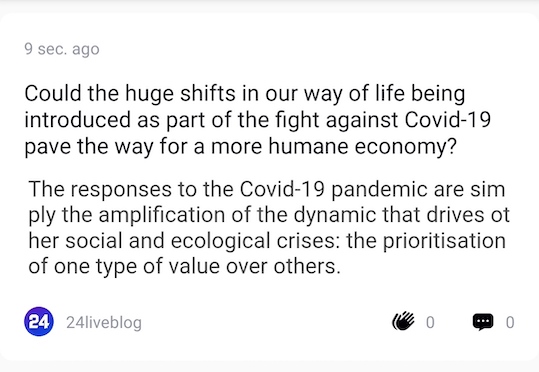 9 sec. ago
Could the huge shifts in our way of life being
introduced as part of the fight against Covid-19
pave the way for a more humane economy?
The responses to the Covid-19 pandemic are sim
ply the amplification of the dynamic that drives ot
her social and ecological crises: the prioritisation
of one type of value over others.
24 24liveblog 0 0